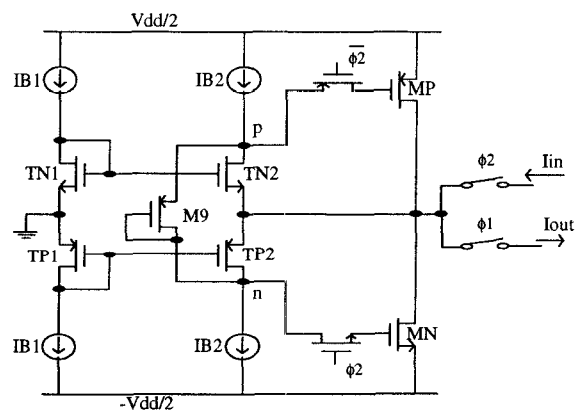 Vdd/2
IB1
IB2
φ2
MP
p
TN1
TN2
M9
φ2
Iin
φ1
Iout
TP1
TP2
n
MN
IB1
IB2
φ2
-Vdd/2